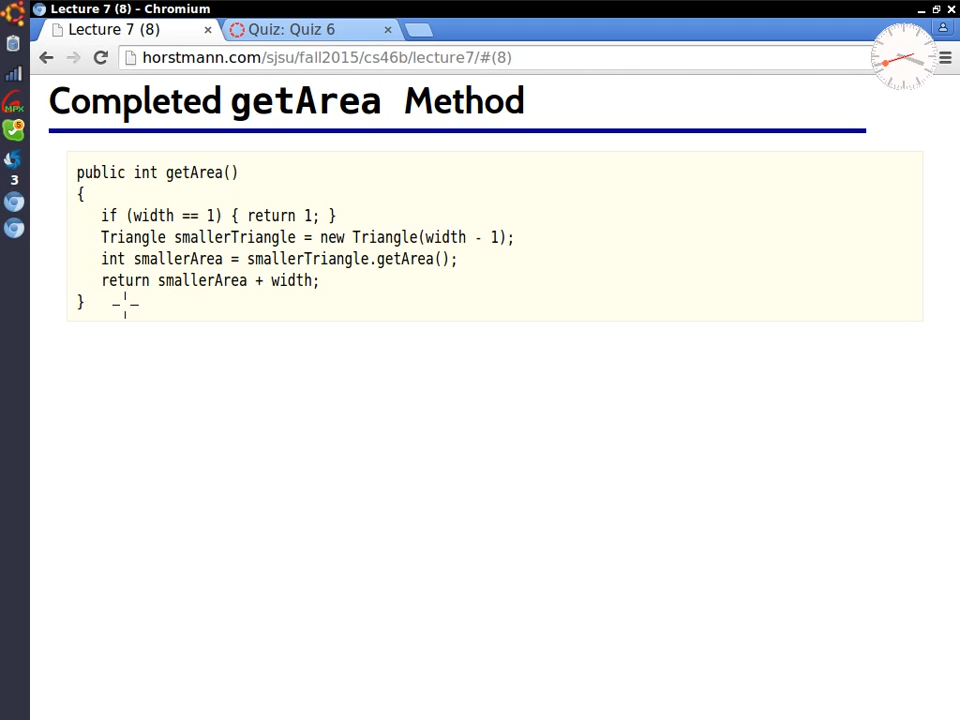 Lecture 7 (8) – Chromium
Lecture 7 (8) ×
Quiz: Quiz 6 ×
horstmann.com/sjsu/fall2015/cs46b/lecture7/#(8)
MPX
5
3
Completed getArea Method
public int getArea()
{
   if (width == 1) { return 1; }
   Triangle smallerTriangle = new Triangle(width - 1);
   int smallerArea = smallerTriangle.getArea();
   return smallerArea + width;
}